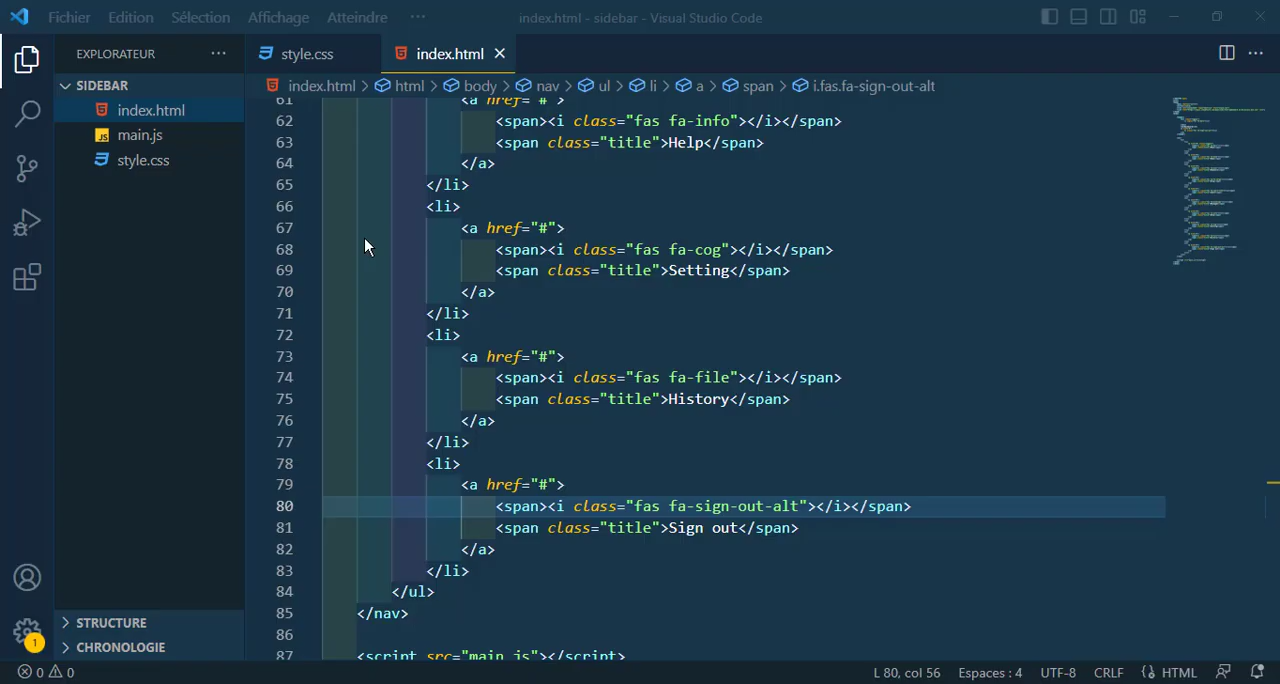 Fichier Edition Sélection Affichage Atteindre ··· index.html - sidebar - Visual Studio Code
EXPLORATEUR ··· style.css index.html
SIDEBAR
index.html > html > body > nav > ul > li > a > span > i.fas.fa-sign-out-alt
index.html
main.js
style.css
61 <a href="#">
62 <span><i class="fas fa-info"></i></span>
63 <span class="title">Help</span>
64 </a>
65 </li>
66 <li>
67 <a href="#">
68 <span><i class="fas fa-cog"></i></span>
69 <span class="title">Setting</span>
70 </a>
71 </li>
72 <li>
73 <a href="#">
74 <span><i class="fas fa-file"></i></span>
75 <span class="title">History</span>
76 </a>
77 </li>
78 <li>
79 <a href="#">
80 <span><i class="fas fa-sign-out-alt"></i></span>
81 <span class="title">Sign out</span>
82 </a>
83 </li>
84 </ul>
85 </nav>
86
87 <script src="main.js"></script>
STRUCTURE
CHRONOLOGIE
1
0 0 L 80, col 56 Espaces : 4 UTF-8 CRLF HTML